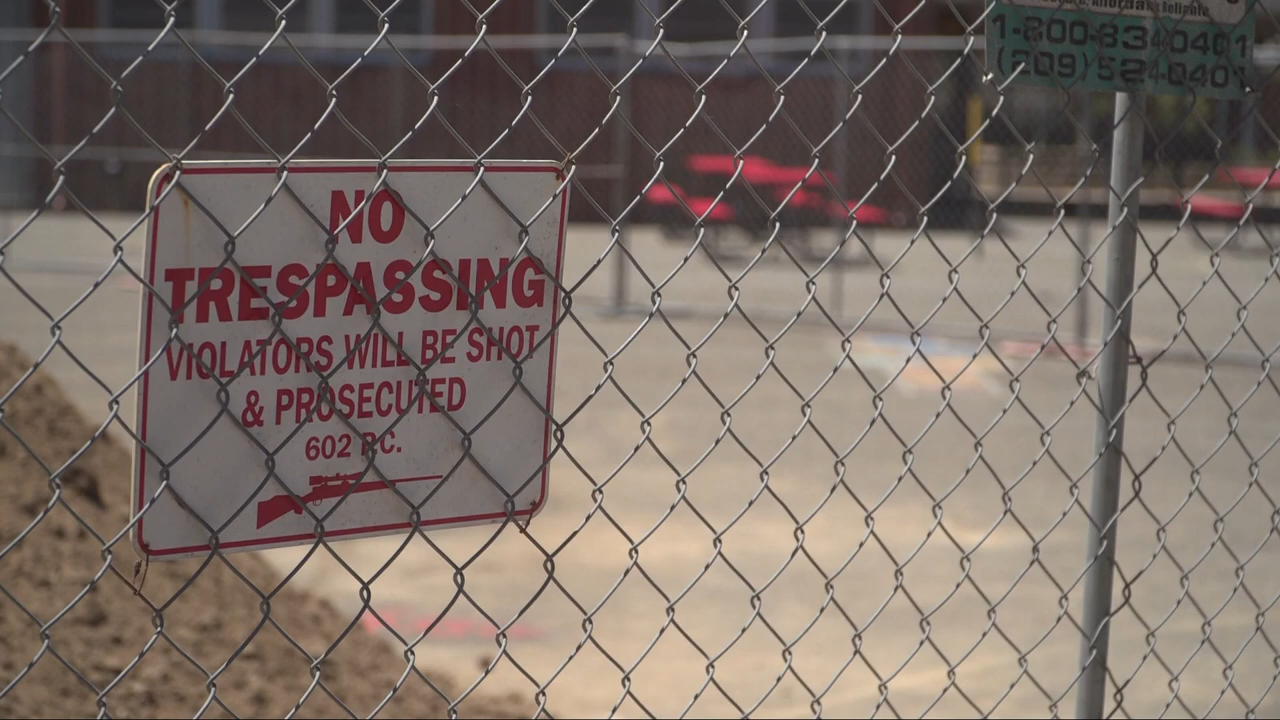 NO
TRESPASSING
VIOLATORS WILL BE SHOT
& PROSECUTED
602 P.C.
1-800-834-0401
(209) 524-0401